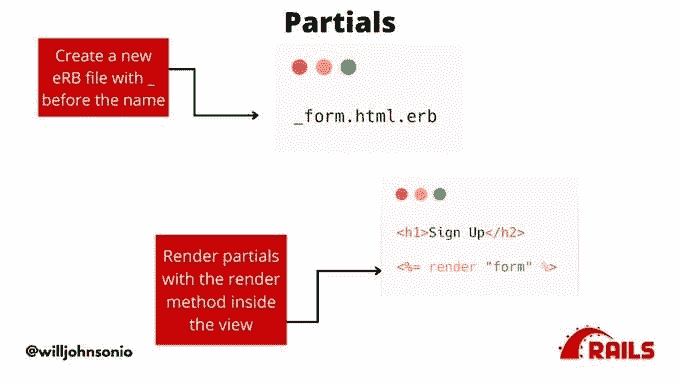 Partials
Create a new
eRB file with _
before the name
_form.html.erb
<h1>Sign Up</h2>
<%= render "form" %>
Render partials
with the render
method inside
the view
@willjohnsonio
RAILS